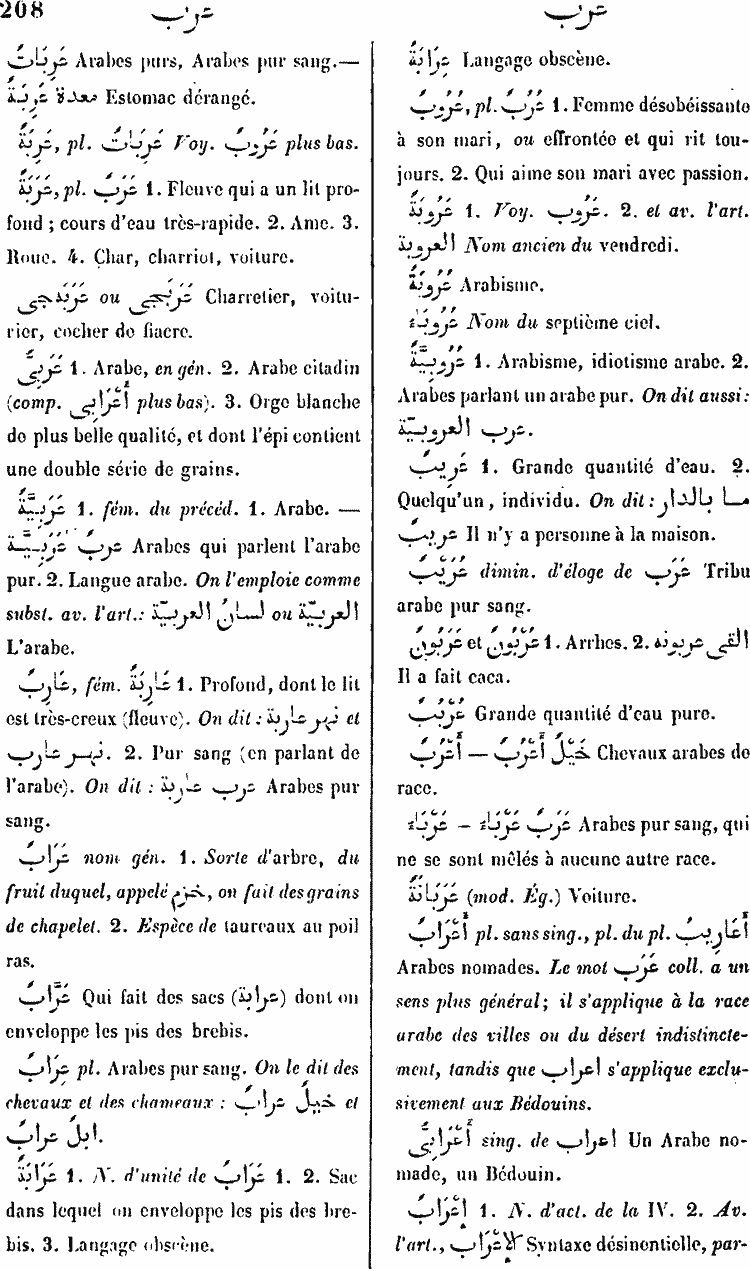 208
عرب
عرب
عَرِبَاتٌ Arabes purs, Arabes pur sang.—
معدة عَرِبَةٌ Estomac dérangé.
عَرِبَةٌ, pl. عَرِبَاتٌ Voy. عَرُوبٌ plus bas.
عَرَبَةٌ, pl. عَرَبٌ 1. Fleuve qui a un lit pro-
fond ; cours d'eau très-rapide. 2. Ame. 3.
Roue. 4. Char, charriot, voiture.
عَرَبَجِى ou عَرَبَهجى Charretier, voitu-
rier, cocher de fiacre.
عَرَبِىٌّ 1. Arabe, en gén. 2. Arabe citadin
(comp. أَعْرَابِى plus bas). 3. Orge blanche
de plus belle qualité, et dont l'épi contient
une double série de grains.
عَرَبِيَّةٌ 1. fém. du précéd. 1. Arabe. —
عربٌ عَرَبِيَّةٌ Arabes qui parlent l'arabe
pur. 2. Langue arabe. On l'emploie comme
subst. av. l'art.: لسانُ العربيّة ou العربيّة
L'arabe.
عَارِبٌ, fém. عَارِبَةٌ 1. Profond, dont le lit
est très-creux (fleuve). On dit : نهر عاربة et
نهر عارب. 2. Pur sang (en parlant de
l'arabe). On dit : عرب عاربة Arabes pur
sang.
عَرَابٌ nom gén. 1. Sorte d'arbre, du
fruit duquel, appelé خزم, on fait des grains
de chapelet. 2. Espèce de taureaux au poil
ras.
عَرَّابٌ Qui fait des sacs (عرابة) dont on
enveloppe les pis des brebis.
عِرَابٌ pl. Arabes pur sang. On le dit des
chevaux et des chameaux : خيلٌ عرابٌ et
ابلٌ عرابٌ.
عَرَابَةٌ 1. N. d'unité de عَرَابٌ 1. 2. Sac
dans lequel on enveloppe les pis des bre-
bis. 3. Langage obscène.
عِرَابَةٌ Langage obscène.
عَرُوبٌ, pl. عُرُبٌ 1. Femme désobéissante
à son mari, ou effrontée et qui rit tou-
jours. 2. Qui aime son mari avec passion.
عَرُوبَةٌ 1. Voy. عَرُوب. 2. et av. l'art.
العروبة Nom ancien du vendredi.
عُرُوبَةٌ Arabisme.
عَرُوبَاءُ Nom du septième ciel.
عُرُوبِيَّةٌ 1. Arabisme, idiotisme arabe. 2.
Arabes parlant un arabe pur. On dit aussi:
عرب العروبيّة.
عَرِيبٌ 1. Grande quantité d'eau. 2.
Quelqu'un, individu. On dit : ما بالدار
عريبٌ Il n'y a personne à la maison.
عُرَيْبٌ dimin. d'éloge de عَرَب Tribu
arabe pur sang.
عُرْبُونٌ et عَرَبُونٌ 1. Arrhes. 2. القى عربونه
Il a fait caca.
عُرْبُبٌ Grande quantité d'eau pure.
أَعْرُبٌ — خَيْلٌ أَعْرُبٌ Chevaux arabes de
race.
عَرْبَاءُ — عَرَبٌ عَرْبَاءُ Arabes pur sang, qui
ne se sont mêlés à aucune autre race.
عَرَبَانَةٌ (mod. Ég.) Voiture.
أَعْرَابٌ pl. sans sing., pl. du pl. أَعَارِيبُ
Arabes nomades. Le mot عَرَب coll. a un
sens plus général; il s'applique à la race
arabe des villes ou du désert indistincte-
ment, tandis que اعراب s'applique exclu-
sivement aux Bédouins.
أَعْرَابِىٌّ sing. de اعراب Un Arabe no-
made, un Bédouin.
إِعْرَابٌ 1. N. d'act. de la IV. 2. Av.
l'art., الإِعْرَاب Syntaxe désinentielle, par-